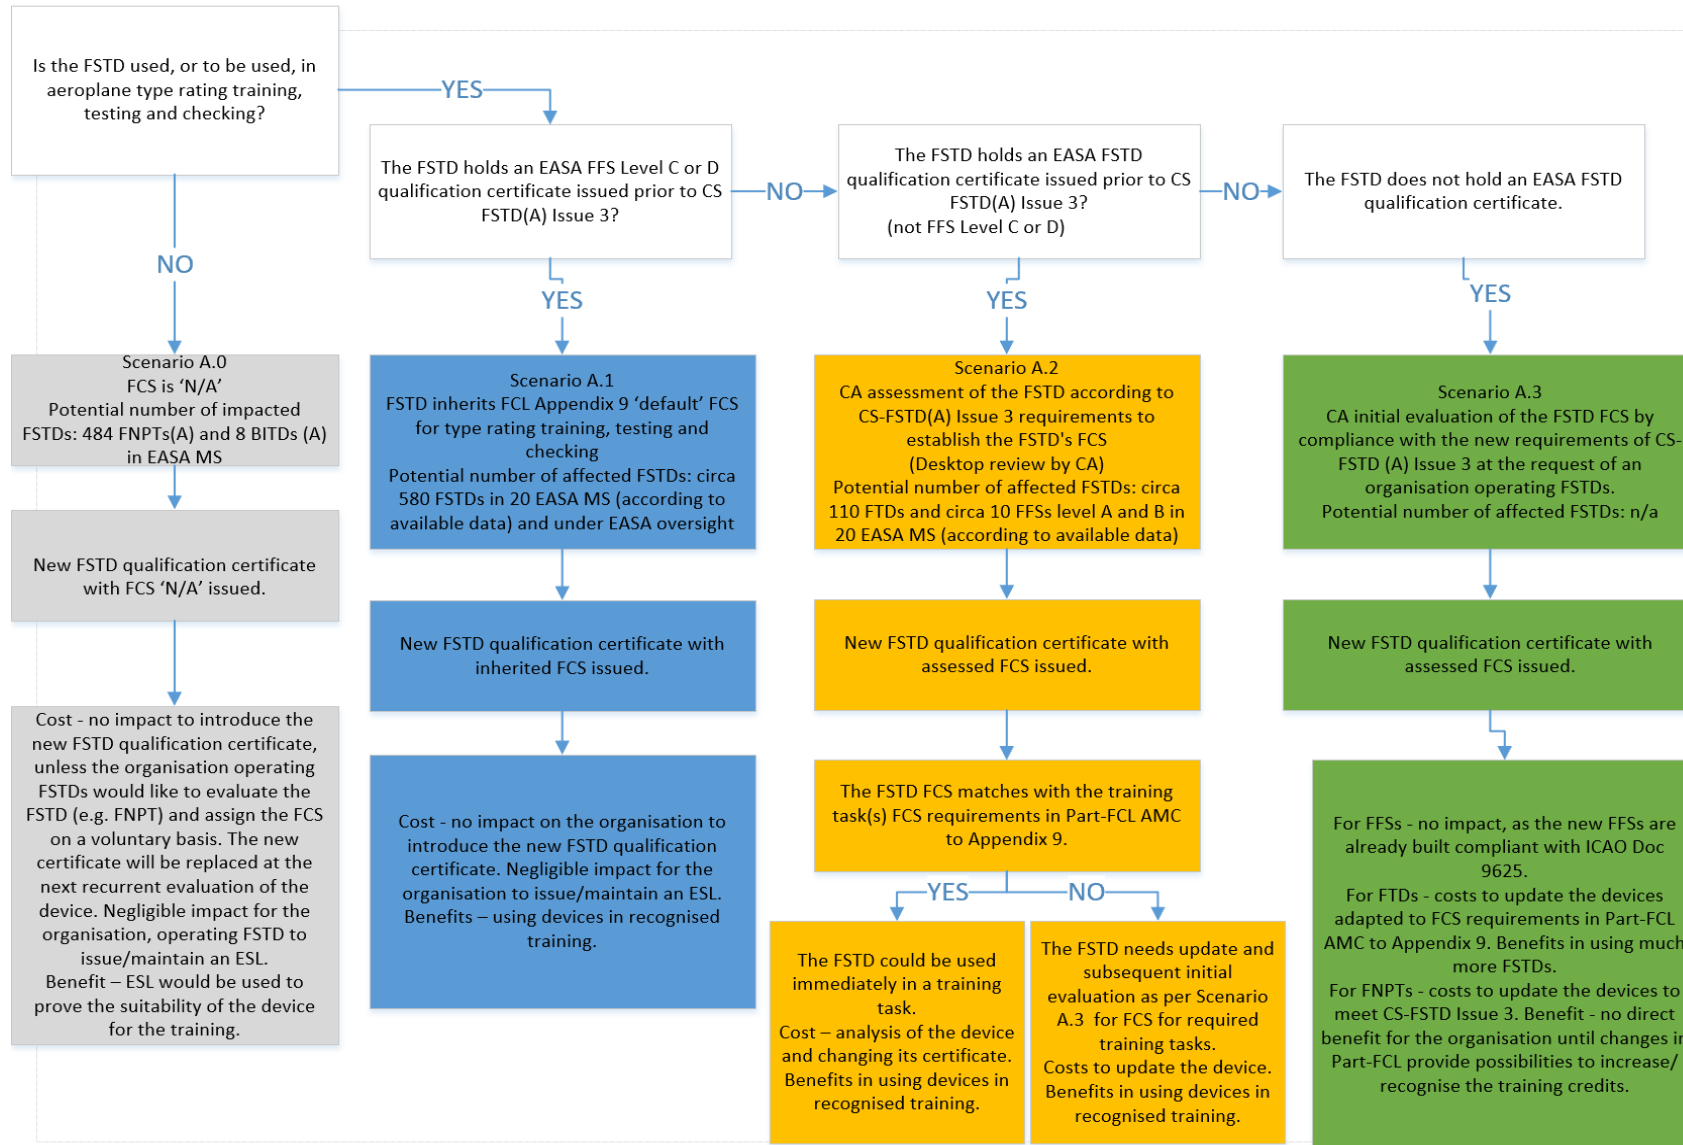 Is the FSTD used, or to be used, in
aeroplane type rating training,
testing and checking?
YES
The FSTD holds an EASA FFS Level C or D
qualification certificate issued prior to CS
FSTD(A) Issue 3?
NO
The FSTD holds an EASA FSTD
qualification certificate issued prior to CS
FSTD(A) Issue 3?
(not FFS Level C or D)
NO
The FSTD does not hold an EASA FSTD
qualification certificate.
NO
YES
YES
YES
Scenario A.0
FCS is ‘N/A’
Potential number of impacted
FSTDs: 484 FNPTs(A) and 8 BITDs (A)
in EASA MS
Scenario A.1
FSTD inherits FCL Appendix 9 ‘default’ FCS
for type rating training, testing and
checking
Potential number of affected FSTDs: circa
580 FSTDs in 20 EASA MS (according to
available data) and under EASA oversight
Scenario A.2
CA assessment of the FSTD according to
CS-FSTD(A) Issue 3 requirements to
establish the FSTD's FCS
(Desktop review by CA)
Potential number of affected FSTDs: circa
110 FTDs and circa 10 FFSs level A and B in
20 EASA MS (according to available data)
Scenario A.3
CA initial evaluation of the FSTD FCS by
compliance with the new requirements of CS-
FSTD (A) Issue 3 at the request of an
organisation operating FSTDs.
Potential number of affected FSTDs: n/a
New FSTD qualification certificate
with FCS ‘N/A’ issued.
New FSTD qualification certificate with
inherited FCS issued.
New FSTD qualification certificate with
assessed FCS issued.
New FSTD qualification certificate with
assessed FCS issued.
Cost - no impact to introduce the
new FSTD qualification certificate,
unless the organisation operating
FSTDs would like to evaluate the
FSTD (e.g. FNPT) and assign the FCS
on a voluntary basis. The new
certificate will be replaced at the
next recurrent evaluation of the
device. Negligible impact for the
organisation, operating FSTD to
issue/maintain an ESL.
Benefit – ESL would be used to
prove the suitability of the device
for the training.
Cost - no impact on the organisation to
introduce the new FSTD qualification
certificate. Negligible impact for the
organisation to issue/maintain an ESL.
Benefits – using devices in recognised
training.
The FSTD FCS matches with the training
task(s) FCS requirements in Part-FCL AMC
to Appendix 9.
YES
NO
The FSTD could be used
immediately in a training
task.
Cost – analysis of the device
and changing its certificate.
Benefits in using devices in
recognised training.
The FSTD needs update and
subsequent initial
evaluation as per Scenario
A.3 for FCS for required
training tasks.
Costs to update the device.
Benefits in using devices in
recognised training.
For FFSs - no impact, as the new FFSs are
already built compliant with ICAO Doc
9625.
For FTDs - costs to update the devices
adapted to FCS requirements in Part-FCL
AMC to Appendix 9. Benefits in using much
more FSTDs.
For FNPTs - costs to update the devices to
meet CS-FSTD Issue 3. Benefit - no direct
benefit for the organisation until changes in
Part-FCL provide possibilities to increase/
recognise the training credits.